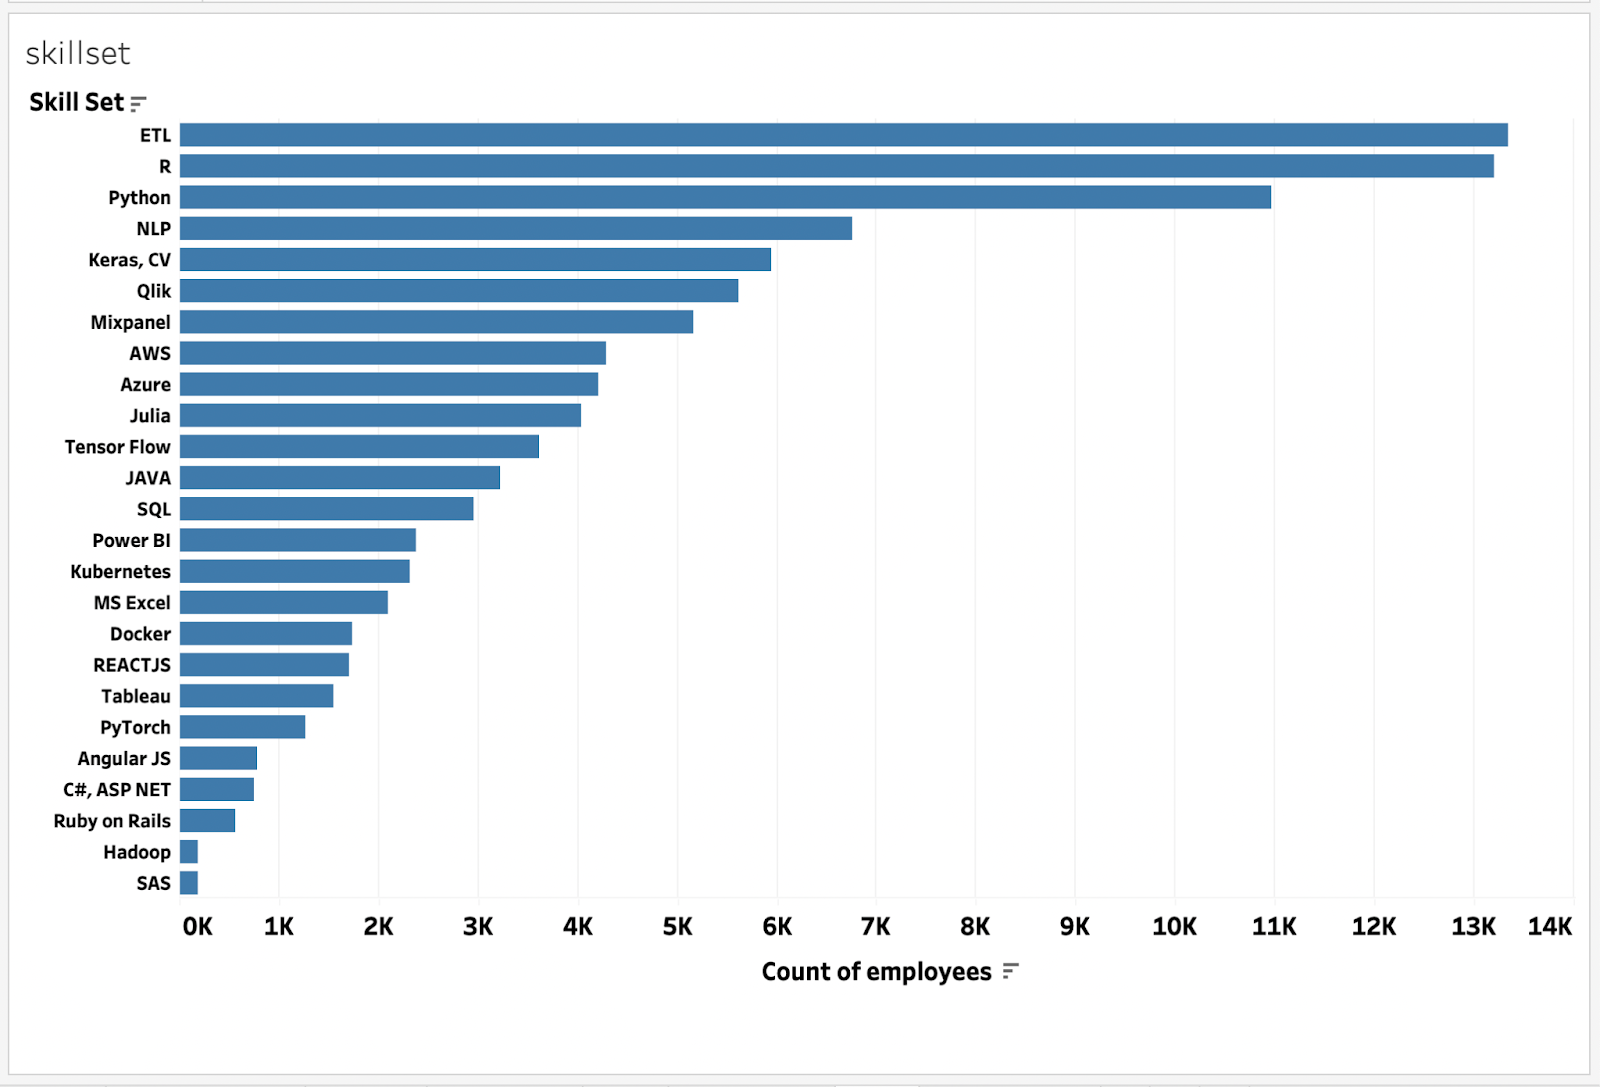 skillset
Skill Set
ETL
R
Python
NLP
Keras, CV
Qlik
Mixpanel
AWS
Azure
Julia
Tensor Flow
JAVA
SQL
Power BI
Kubernetes
MS Excel
Docker
REACTJS
Tableau
PyTorch
Angular JS
C#, ASP NET
Ruby on Rails
Hadoop
SAS
0K 1K 2K 3K 4K 5K 6K 7K 8K 9K 10K 11K 12K 13K 14K
Count of employees